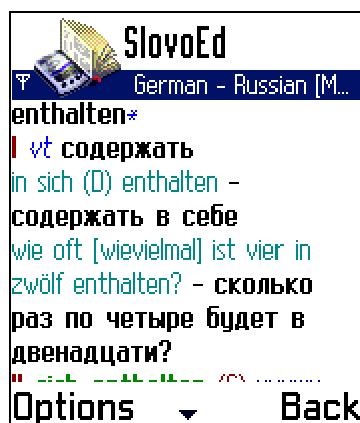 SlovoEd
German - Russian [M...
enthalten*
I vt содержать
in sich (D) enthalten –
содержать в себе
wie oft [wievielmal] ist vier in
zwölf enthalten? – сколько
раз по четыре будет в
двенадцати?
Options
Back